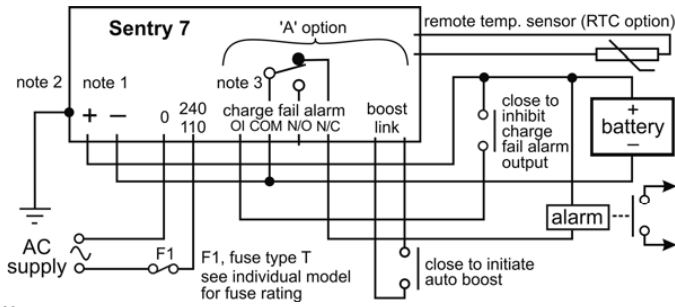 Sentry 7
'A' option
remote temp. sensor (RTC option)
note 2
note 1
note 3
+ −
0
240
110
charge fail alarm
OI COM N/O N/C
boost
link
close to
inhibit
charge
fail alarm
output
+
battery
−
alarm
AC
supply
F1
F1, fuse type T
see individual model
for fuse rating
close to initiate
auto boost